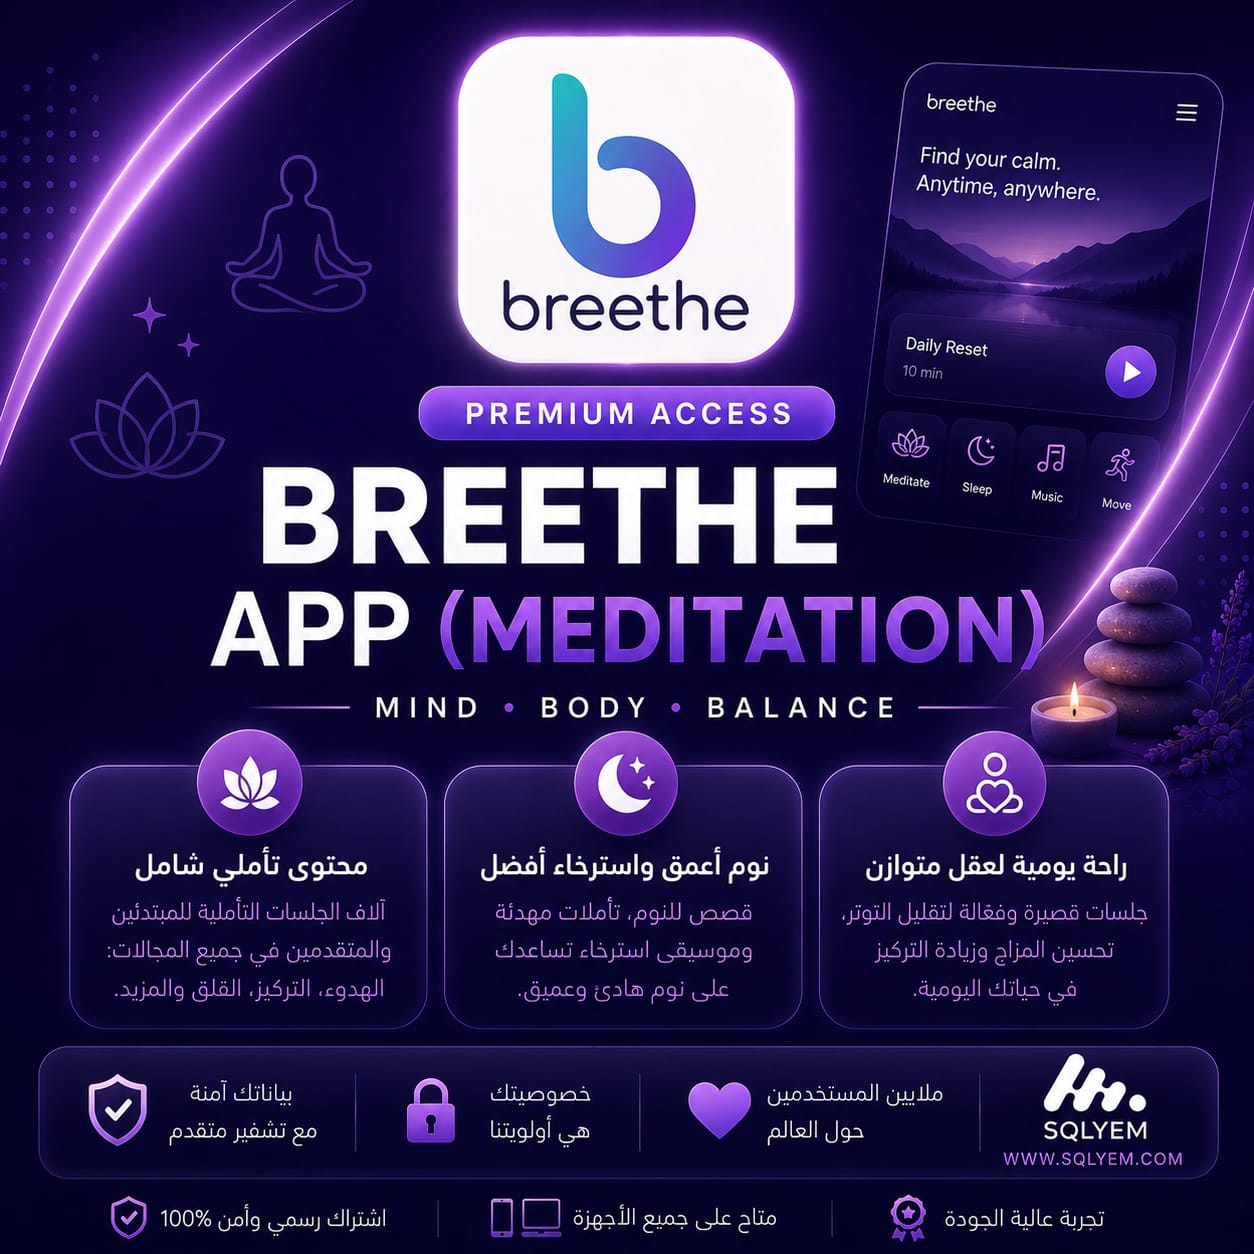 breethe
breethe
Find your calm.
Anytime, anywhere.
Daily Reset
10 min
Meditate
Sleep
Music
Move
PREMIUM ACCESS
BREETHE
APP (MEDITATION)
MIND • BODY • BALANCE
راحة يومية لعقل متوازن
جلسات قصيرة وفعّالة لتقليل التوتر،
تحسين المزاج وزيادة التركيز
في حياتك اليومية.
نوم أعمق واسترخاء أفضل
قصص للنوم، تأملات مهدئة
وموسيقى استرخاء تساعدك
على نوم هادئ وعميق.
محتوى تأملي شامل
آلاف الجلسات التأملية للمبتدئين
والمتقدمين في جميع المجالات:
الهدوء، التركيز، القلق والمزيد.
SQLYEM
WWW.SQLYEM.COM
ملايين المستخدمين
حول العالم
خصوصيتك
هي أولويتنا
بياناتك آمنة
مع تشفير متقدم
تجربة عالية الجودة
متاح على جميع الأجهزة
اشتراك رسمي وأمن 100%